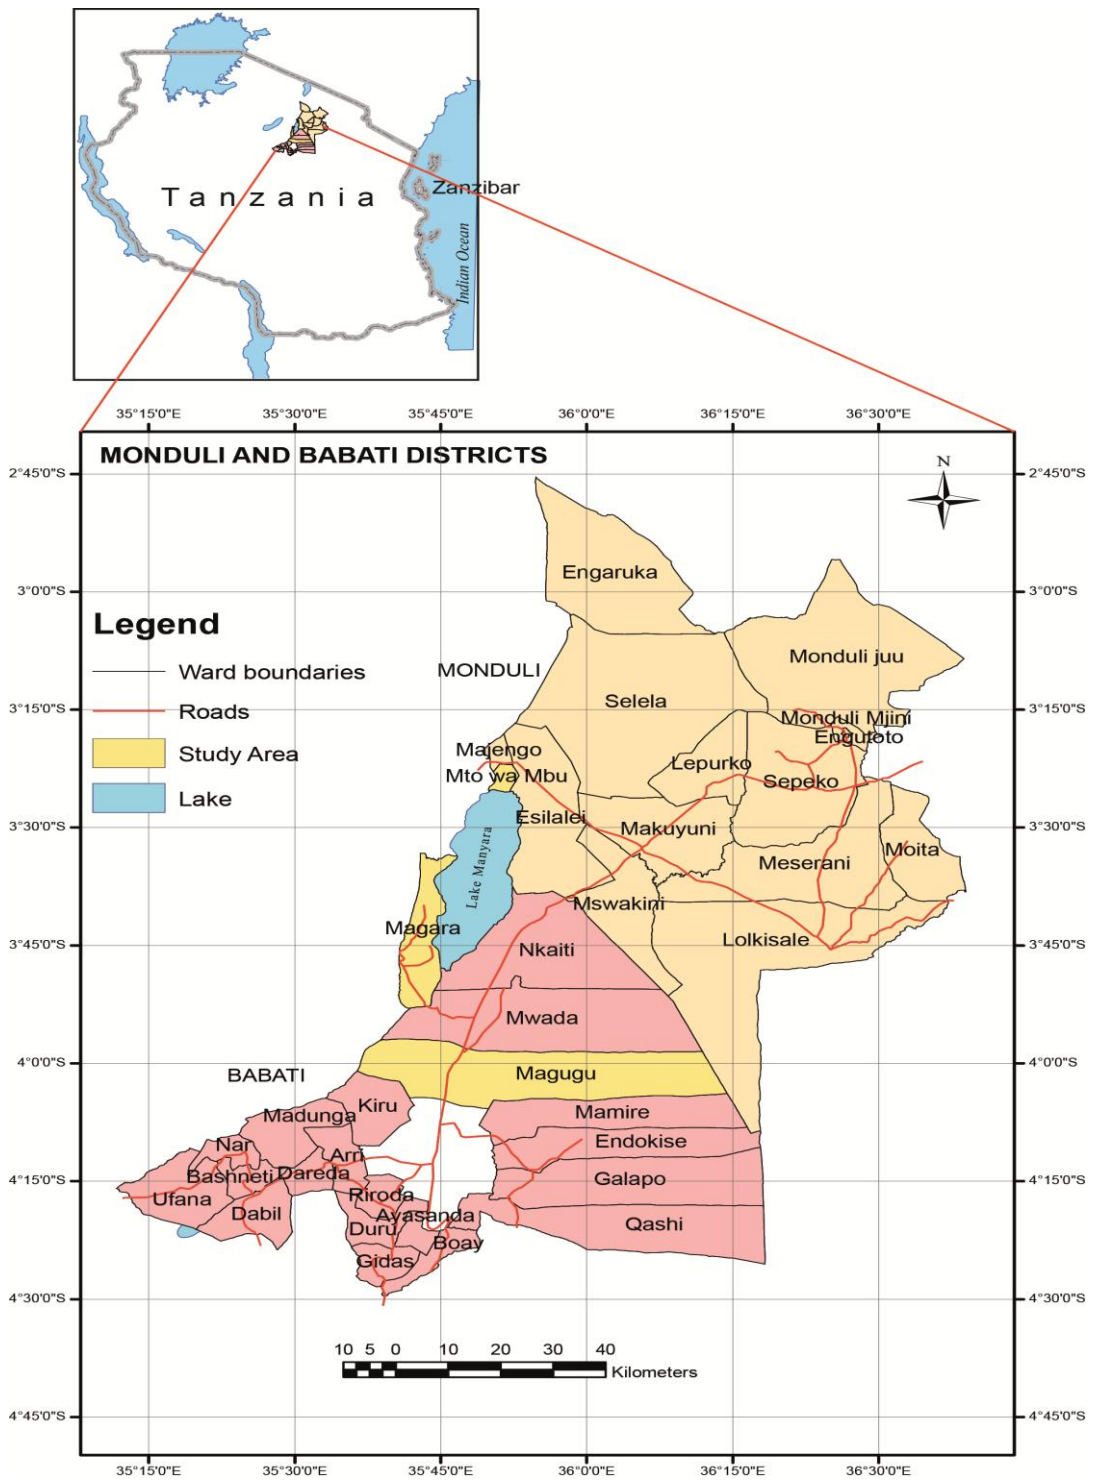 Tanzania
Zanzibar
Indian Ocean
35°15'0"E 35°30'0"E 35°45'0"E 36°0'0"E 36°15'0"E 36°30'0"E
MONDULI AND BABATI DISTRICTS
N
2°45'0"S 2°45'0"S
Engaruka
3°0'0"S 3°0'0"S
Legend
Ward boundaries
Roads
Study Area
Lake
MONDULI
Monduli juu
Selela
3°15'0"S 3°15'0"S
Monduli Mjini
Engutoto
Majengo
Lepurko
Mto wa Mbu
Sepeko
Esilalei
3°30'0"S 3°30'0"S
Makuyuni
Moita
Meserani
Lake Manyara
Mswakini
Magara
Lolkisale
3°45'0"S 3°45'0"S
Nkaiti
Mwada
4°0'0"S 4°0'0"S
BABATI
Magugu
Kiru
Mamire
Madunga
Endokise
Nar
Arri
Bashneti
Dareda
Galapo
4°15'0"S 4°15'0"S
Ufana
Riroda
Dabil
Ayasanda
Qashi
Duru
Boay
Gidas
4°30'0"S 4°30'0"S
10 5 0 10 20 30 40
Kilometers
4°45'0"S 4°45'0"S
35°15'0"E 35°30'0"E 35°45'0"E 36°0'0"E 36°15'0"E 36°30'0"E